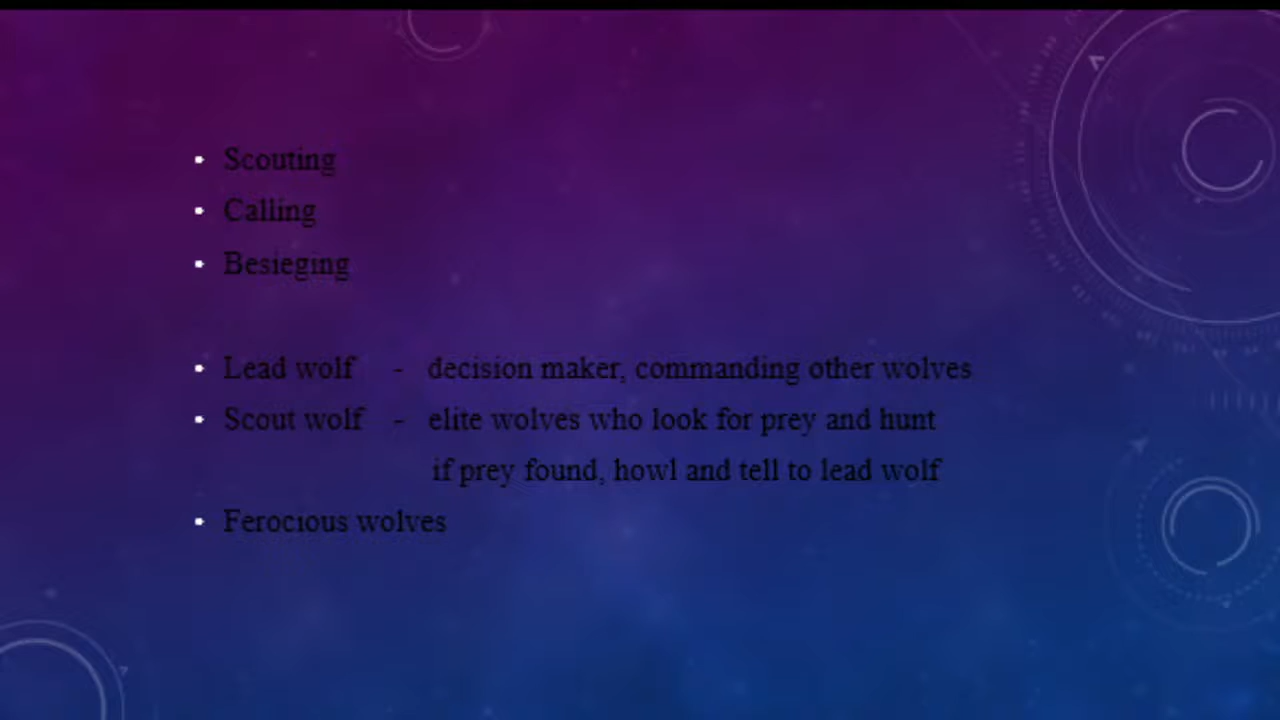 Scouting
Calling
Besieging
Lead wolf - decision maker, commanding other wolves
Scout wolf - elite wolves who look for prey and hunt
if prey found, howl and tell to lead wolf
Ferocious wolves